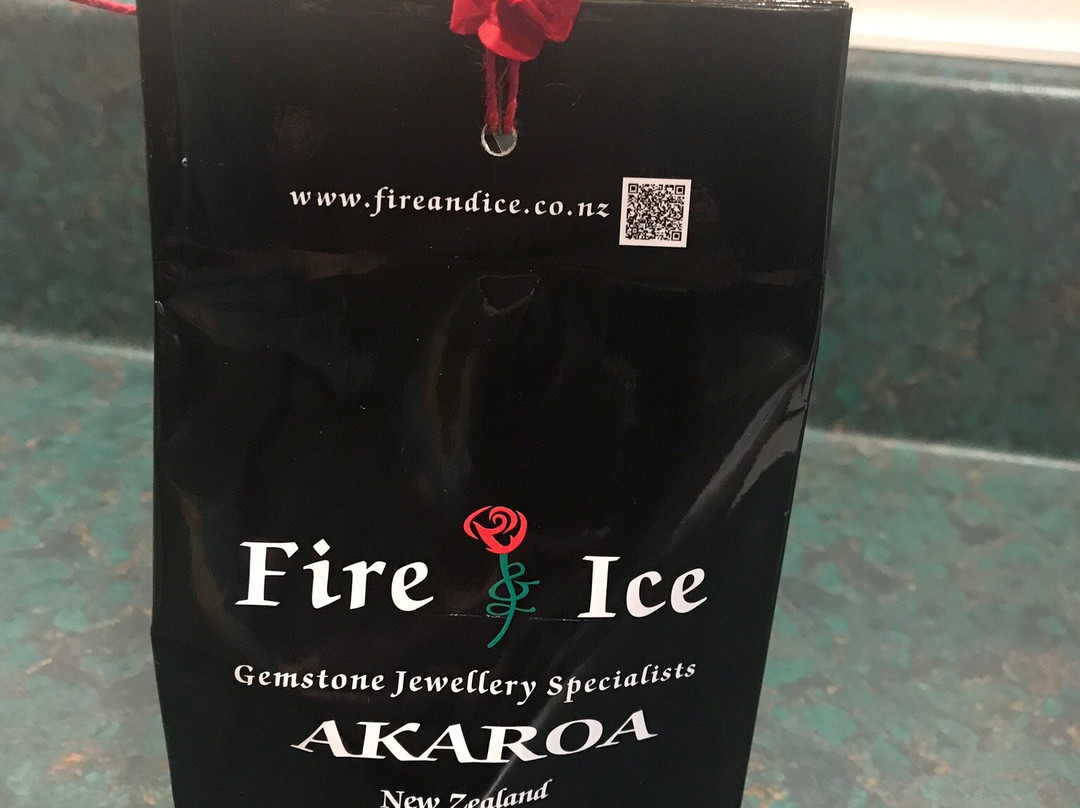 www.fireandice.co.nz
Fire & Ice
Gemstone Jewellery Specialists
AKAROA
New Zealand